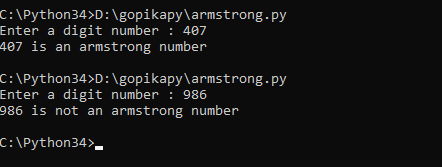 C:\Python34>D:\gopikapy\armstrong.py
Enter a digit number : 407
407 is an armstrong number
C:\Python34>D:\gopikapy\armstrong.py
Enter a digit number : 986
986 is not an armstrong number
C:\Python34>